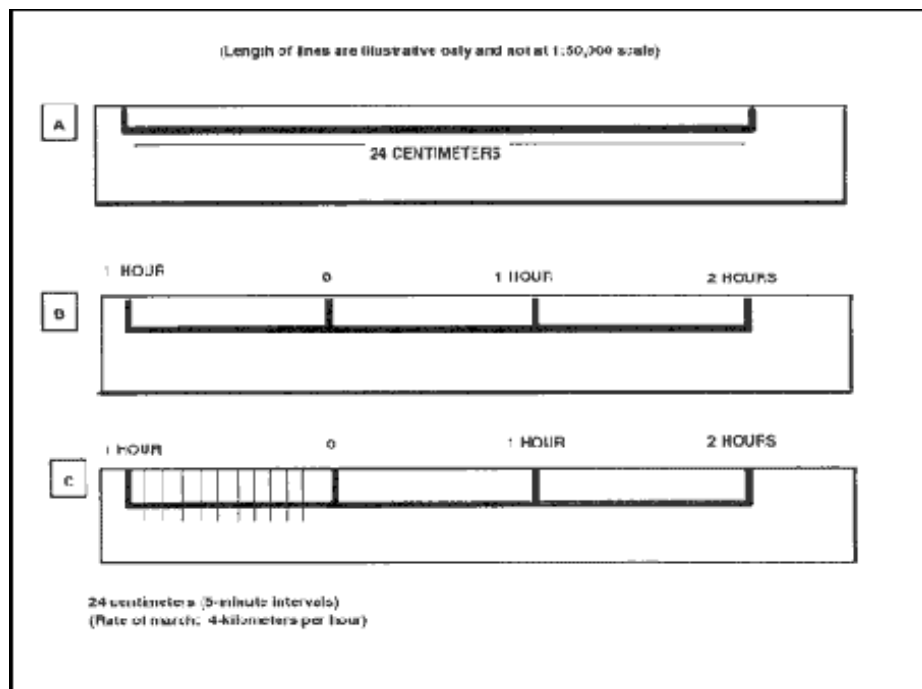 (Length of lines are illustrative only and not at 1:50,000 scale)
A
24 CENTIMETERS
1 HOUR 0 1 HOUR 2 HOURS
B
1 HOUR 0 1 HOUR 2 HOURS
C
24 centimeters (5-minute intervals)
(Rate of march: 4-kilometers per hour)